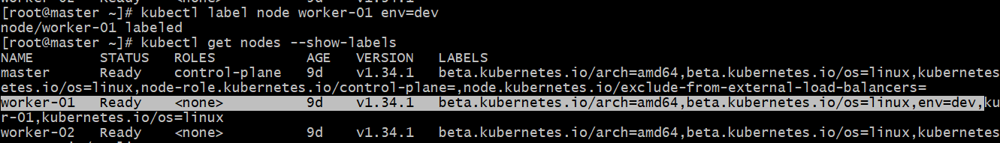 [root@master ~]# kubectl label node worker-01 env=dev
node/worker-01 labeled
[root@master ~]# kubectl get nodes --show-labels
NAME STATUS ROLES AGE VERSION LABELS
master Ready control-plane 9d v1.34.1 beta.kubernetes.io/arch=amd64,beta.kubernetes.io/os=linux,kubernetes
etes.io/os=linux,node-role.kubernetes.io/control-plane=,node.kubernetes.io/exclude-from-external-load-balancers=
worker-01 Ready <none> 9d v1.34.1 beta.kubernetes.io/arch=amd64,beta.kubernetes.io/os=linux,env=dev,ku
r-01,kubernetes.io/os=linux
worker-02 Ready <none> 9d v1.34.1 beta.kubernetes.io/arch=amd64,beta.kubernetes.io/os=linux,kubernetes